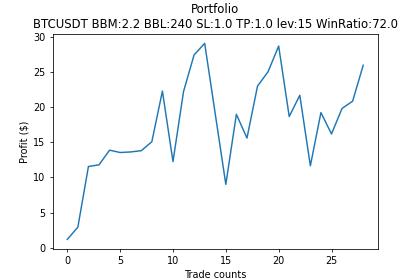 Portfolio
BTCUSDT BBM:2.2 BBL:240 SL:1.0 TP:1.0 lev:15 WinRatio:72.0
30
25
20
15
10
5
0
Profit ($)
0 5 10 15 20 25
Trade counts